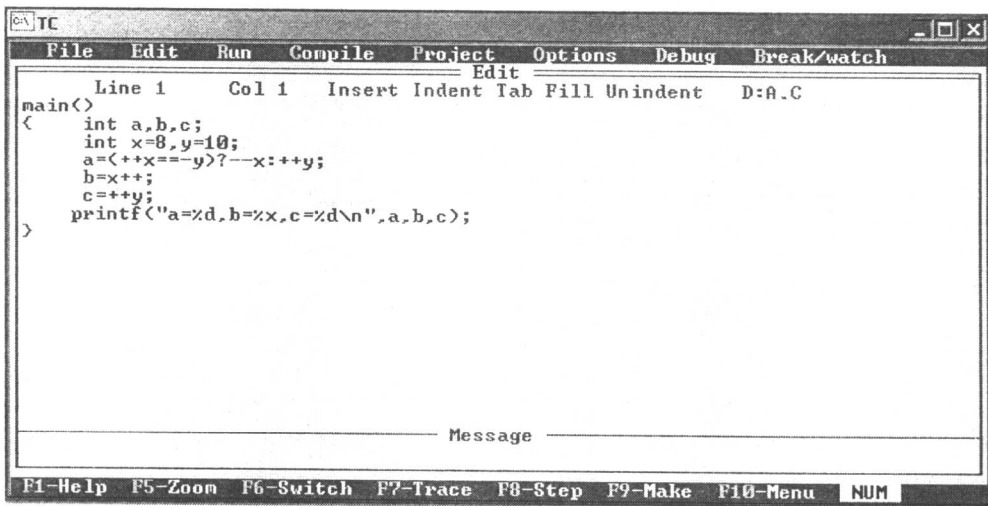 C:\ TC
File Edit Run Compile Project Options Debug Break/watch
Edit
Line 1 Col 1 Insert Indent Tab Fill Unindent D:A.C
main()
{ int a,b,c;
int x=8,y=10;
a=(++x==-y)?--x:++y;
b=x++;
c=++y;
printf("a=%d,b=%x,c=%d\n",a,b,c);
}
Message
F1-Help F5-Zoom F6-Switch F7-Trace F8-Step F9-Make F10-Menu NUM